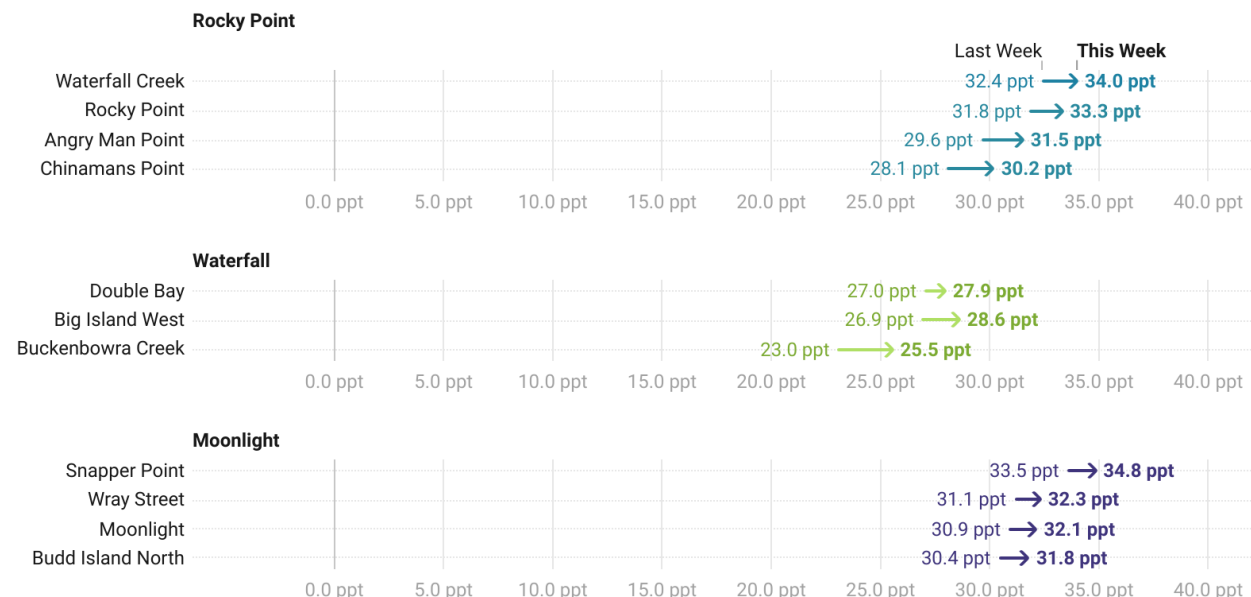 Rocky Point
Last Week This Week
Waterfall Creek 32.4 ppt 34.0 ppt
Rocky Point 31.8 ppt 33.3 ppt
Angry Man Point 29.6 ppt 31.5 ppt
Chinamans Point 28.1 ppt 30.2 ppt
0.0 ppt 5.0 ppt 10.0 ppt 15.0 ppt 20.0 ppt 25.0 ppt 30.0 ppt 35.0 ppt 40.0 ppt
Waterfall
Double Bay 27.0 ppt 27.9 ppt
Big Island West 26.9 ppt 28.6 ppt
Buckenbowra Creek 23.0 ppt 25.5 ppt
0.0 ppt 5.0 ppt 10.0 ppt 15.0 ppt 20.0 ppt 25.0 ppt 30.0 ppt 35.0 ppt 40.0 ppt
Moonlight
Snapper Point 33.5 ppt 34.8 ppt
Wray Street 31.1 ppt 32.3 ppt
Moonlight 30.9 ppt 32.1 ppt
Budd Island North 30.4 ppt 31.8 ppt
0.0 ppt 5.0 ppt 10.0 ppt 15.0 ppt 20.0 ppt 25.0 ppt 30.0 ppt 35.0 ppt 40.0 ppt